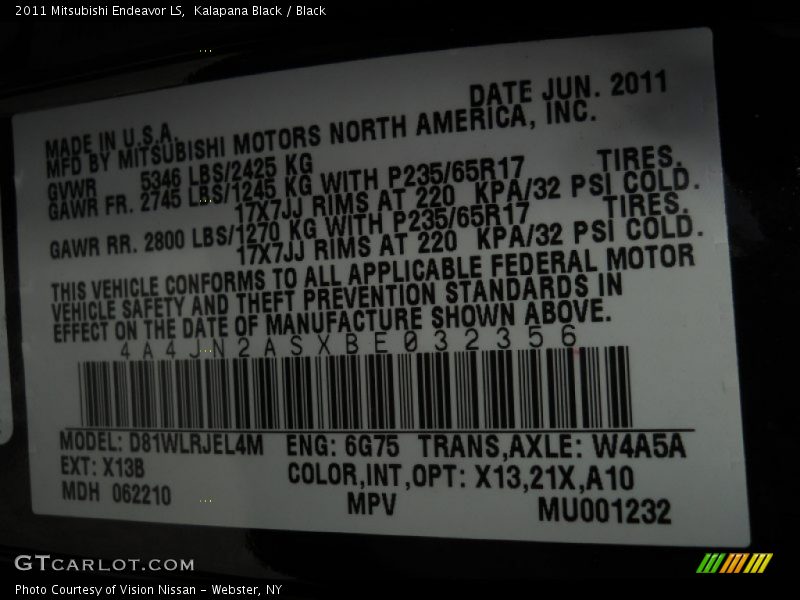 2011 Mitsubishi Endeavor LS,  Kalapana Black / Black
DATE JUN. 2011
MADE IN U.S.A.
MFD BY MITSUBISHI MOTORS NORTH AMERICA, INC.
GVWR 5346 LBS/2425 KG
GAWR FR. 2745 LBS/1245 KG WITH P235/65R17 TIRES.
17X7JJ RIMS AT 220 KPA/32 PSI COLD.
GAWR RR. 2800 LBS/1270 KG WITH P235/65R17 TIRES.
17X7JJ RIMS AT 220 KPA/32 PSI COLD.
THIS VEHICLE CONFORMS TO ALL APPLICABLE FEDERAL MOTOR
VEHICLE SAFETY AND THEFT PREVENTION STANDARDS IN
EFFECT ON THE DATE OF MANUFACTURE SHOWN ABOVE.
4A4JN2ASXBE032356
MODEL: D81WLRJEL4M ENG: 6G75 TRANS,AXLE: W4A5A
EXT: X13B COLOR,INT,OPT: X13,21X,A10
MDH 062210 MPV MU001232
GTCARLOT.COM
Photo Courtesy of Vision Nissan - Webster, NY